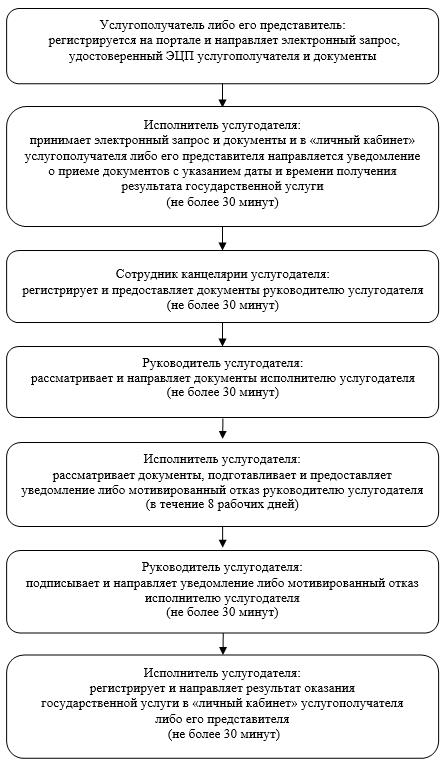 Услугополучатель либо его представитель:
регистрируется на портале и направляет электронный запрос,
удостоверенный ЭЦП услугополучателя и документы
Исполнитель услугодателя:
принимает электронный запрос и документы и в «личный кабинет»
услугополучателя либо его представителя направляется уведомление
о приеме документов с указанием даты и времени получения
результата государственной услуги
(не более 30 минут)
Сотрудник канцелярии услугодателя:
регистрирует и предоставляет документы руководителю услугодателя
(не более 30 минут)
Руководитель услугодателя:
рассматривает и направляет документы исполнителю услугодателя
(не более 30 минут)
Исполнитель услугодателя:
рассматривает документы, подготавливает и предоставляет
уведомление либо мотивированный отказ руководителю услугодателя
(в течение 8 рабочих дней)
Руководитель услугодателя:
подписывает и направляет уведомление либо мотивированный отказ
исполнителю услугодателя
(не более 30 минут)
Исполнитель услугодателя:
регистрирует и направляет результат оказания
государственной услуги в «личный кабинет» услугополучателя
либо его представителя
(не более 30 минут)